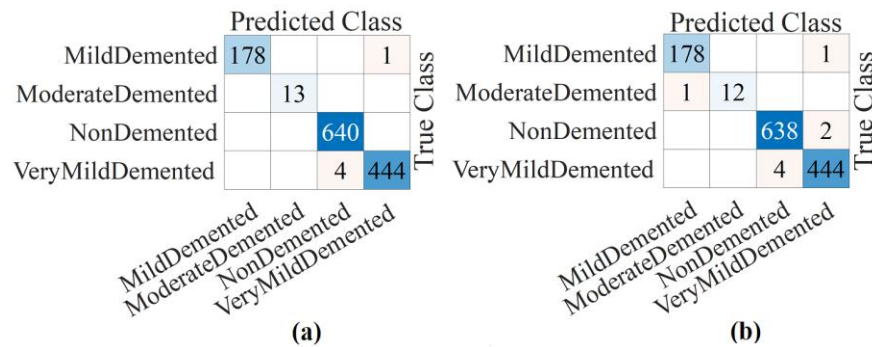 Predicted Class
MildDemented 178 1
ModerateDemented 13
NonDemented 640
VeryMildDemented 4 444
True Class
MildDemented
ModerateDemented
NonDemented
VeryMildDemented
(a)
Predicted Class
MildDemented 178 1
ModerateDemented 1 12
NonDemented 638 2
VeryMildDemented 4 444
True Class
MildDemented
ModerateDemented
NonDemented
VeryMildDemented
(b)